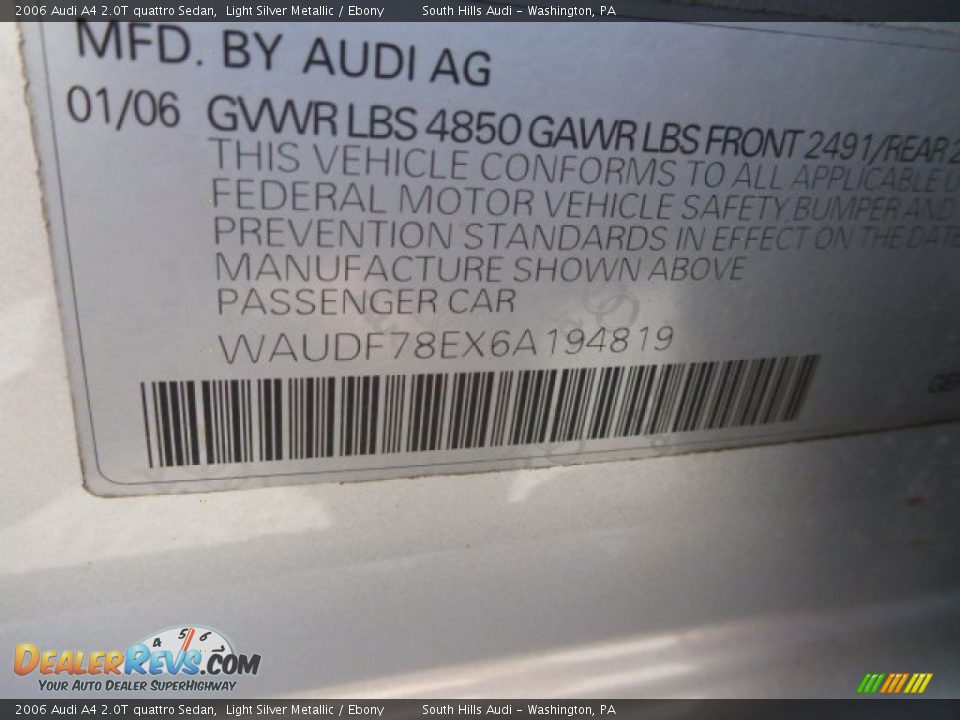 2006 Audi A4 2.0T quattro Sedan, Light Silver Metallic / Ebony South Hills Audi - Washington, PA
MFD. BY AUDI AG
01/06 GVWR LBS 4850 GAWR LBS FRONT 2491/REAR
THIS VEHICLE CONFORMS TO ALL APPLICABLE
FEDERAL MOTOR VEHICLE SAFETY, BUMPER AND
PREVENTION STANDARDS IN EFFECT ON THE DATE
MANUFACTURE SHOWN ABOVE
PASSENGER CAR
WAUDF78EX6A194819
4 5 6
DEALERREVS.COM
YOUR AUTO DEALER SUPERHIGHWAY
2006 Audi A4 2.0T quattro Sedan, Light Silver Metallic / Ebony South Hills Audi - Washington, PA